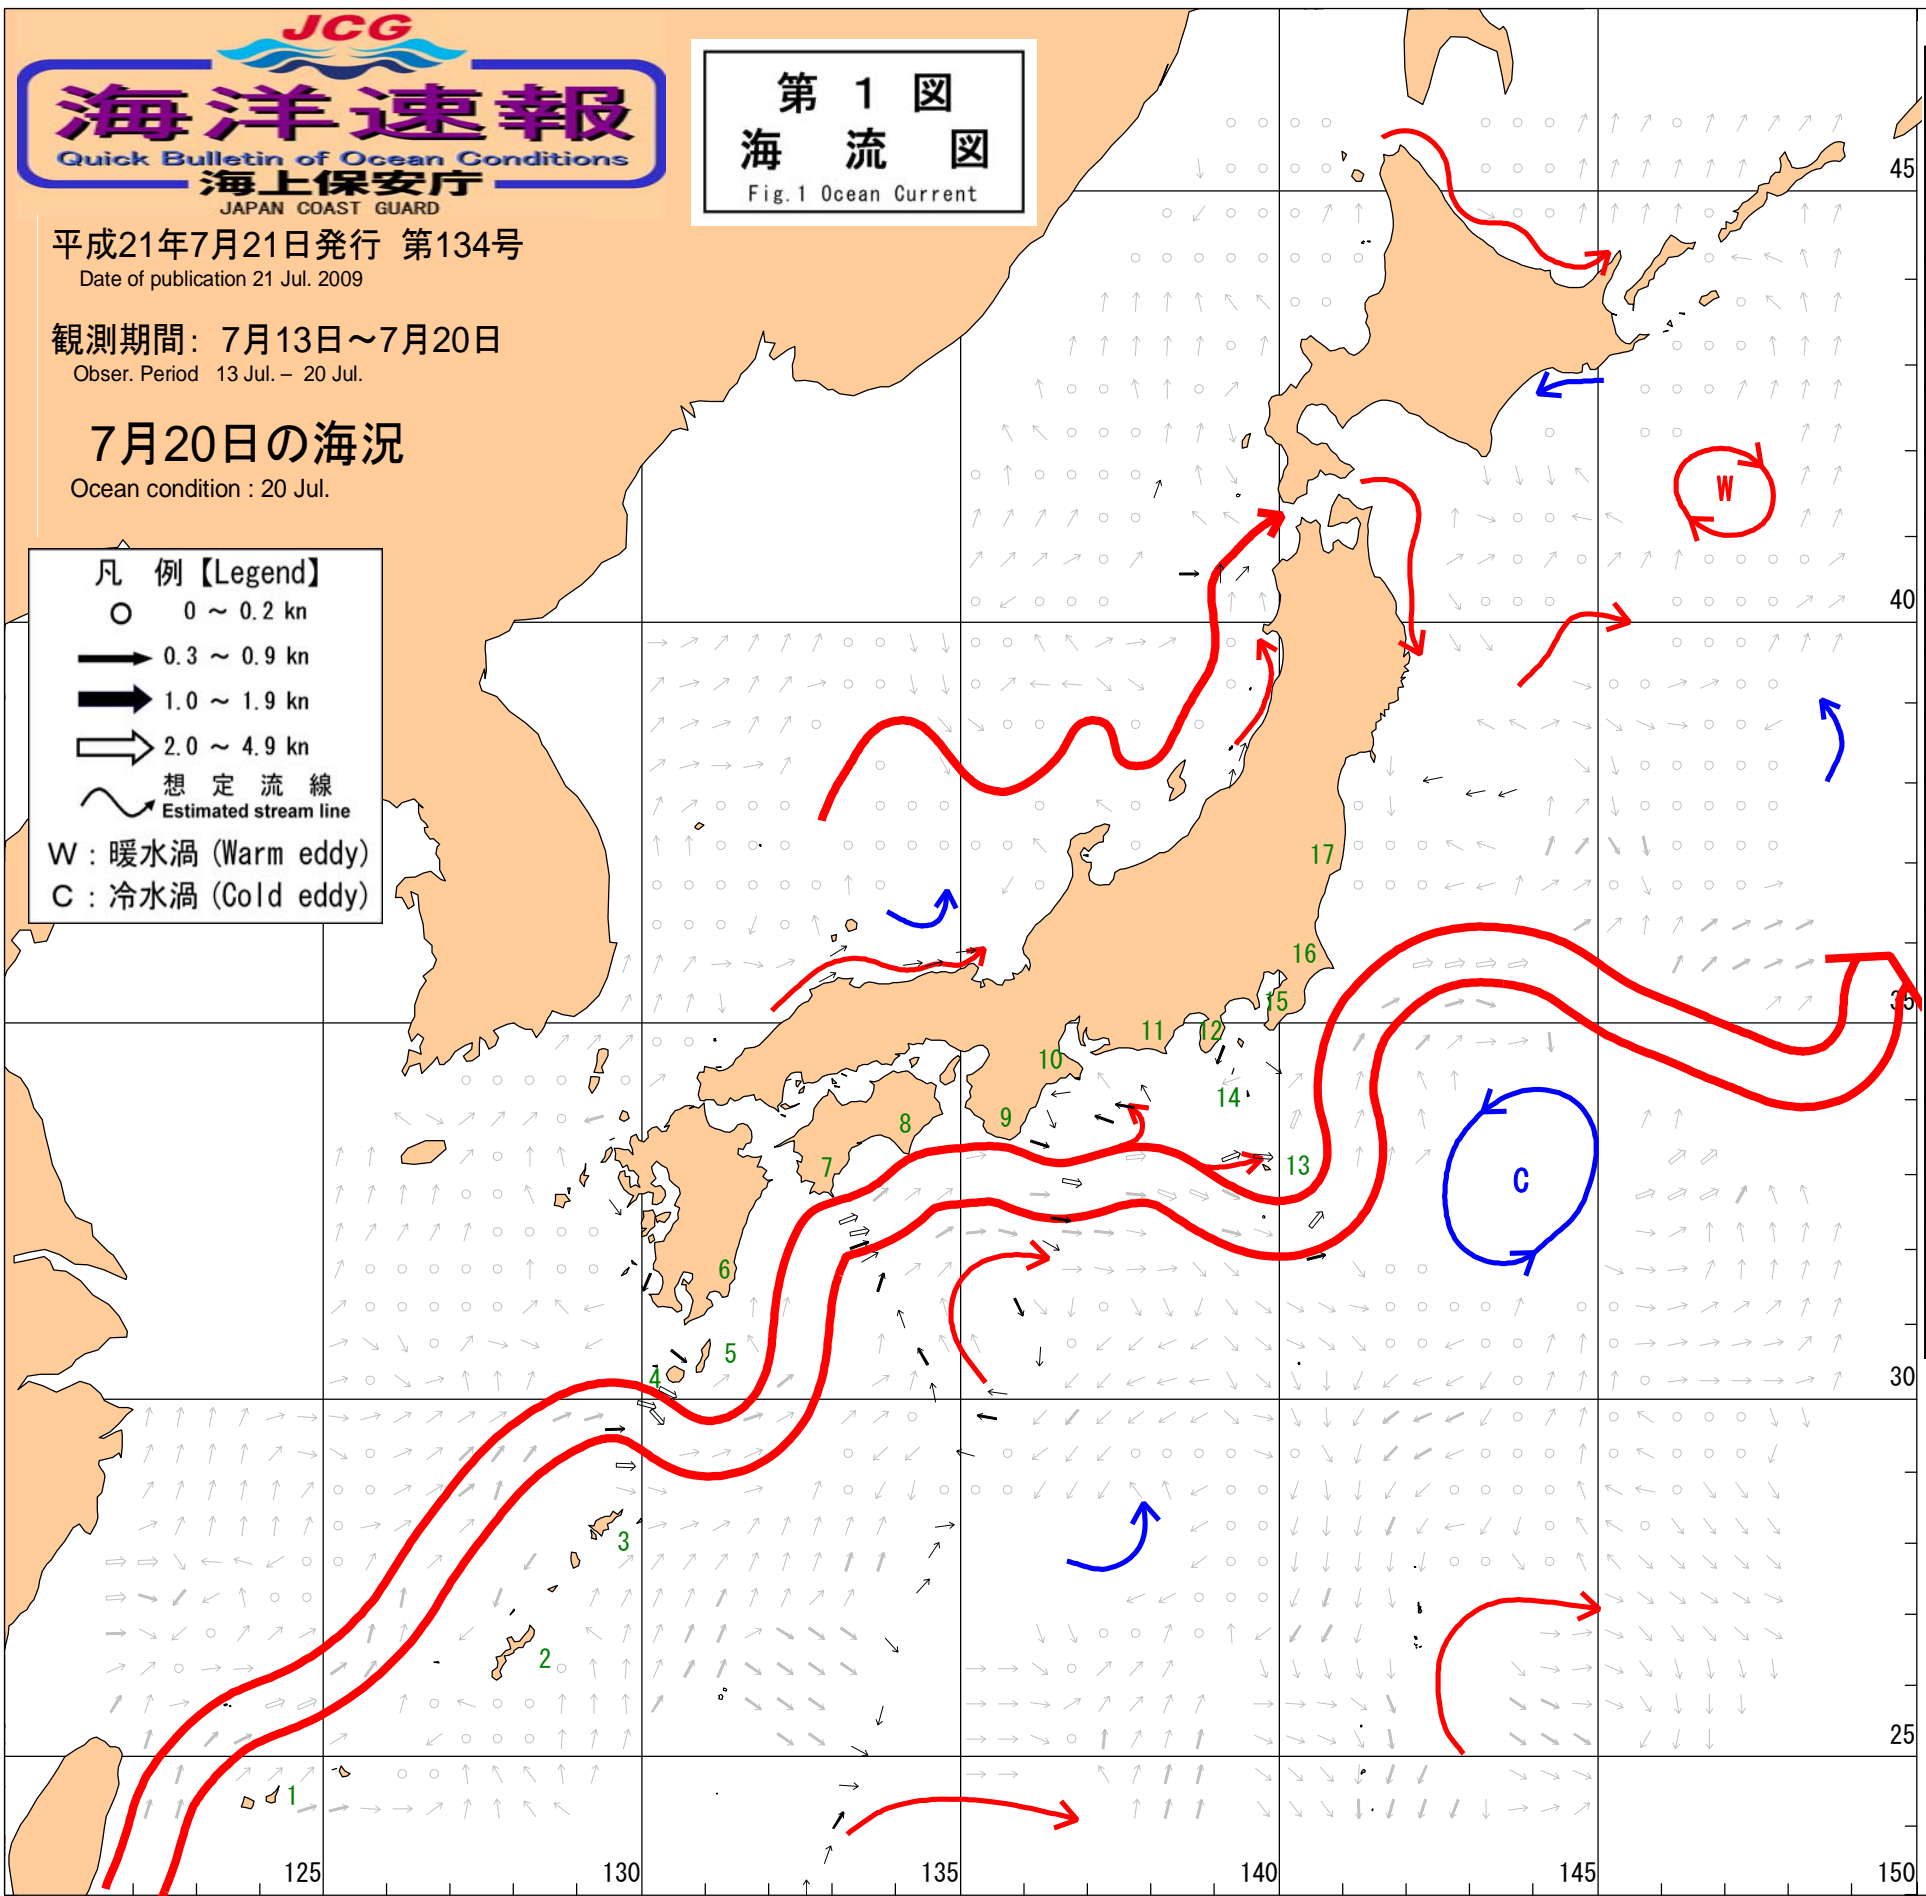 JCG
海洋速報
Quick Bulletin of Ocean Conditions
海上保安庁
JAPAN COAST GUARD
平成21年7月21日発行 第134号
Date of publication 21 Jul. 2009
観測期間: 7月13日～7月20日
Obser. Period 13 Jul. – 20 Jul.
7月20日の海況
Ocean condition : 20 Jul.
第 1 図
海 流 図
Fig.1 Ocean Current
凡 例【Legend】
0 ～ 0.2 kn
0.3 ～ 0.9 kn
1.0 ～ 1.9 kn
2.0 ～ 4.9 kn
想 定 流 線
Estimated stream line
W : 暖水渦 (Warm eddy)
C : 冷水渦 (Cold eddy)
45
W
40
17
16
15
35
12
11
10
14
9
8
7
13
C
6
5
4
30
3
2
25
1
125
130
135
140
145
150